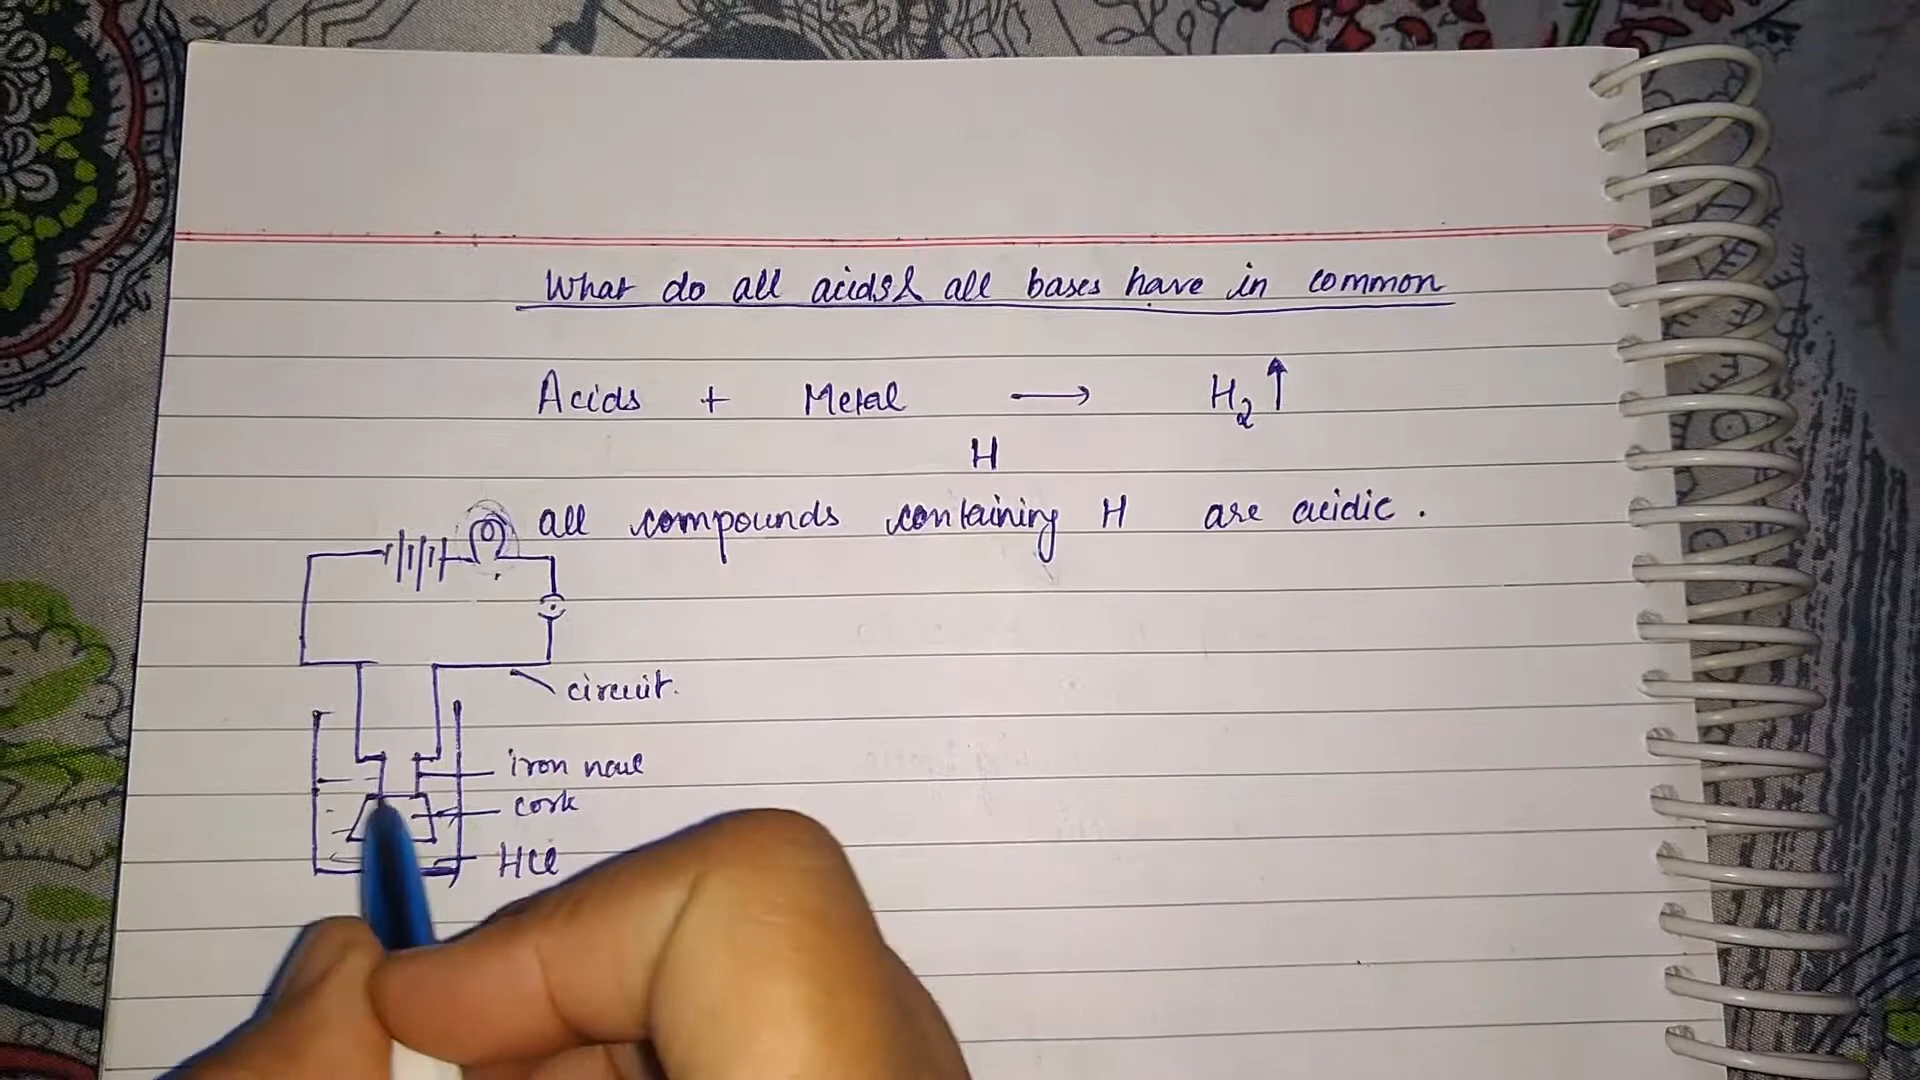 What do all acids & all bases have in common
Acids + Metal → H2↑
H
all compounds containing H are acidic.
circuit.
iron nail
cork
HCl